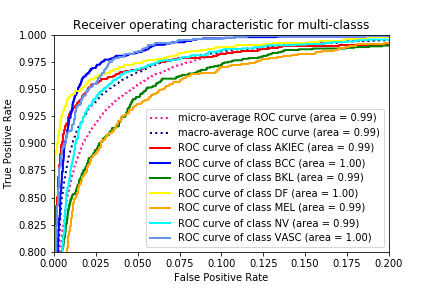 Receiver operating characteristic for multi-classs
True Positive Rate
1.000
0.975
0.950
0.925
0.900
0.875
0.850
0.825
0.800
micro-average ROC curve (area = 0.99)
macro-average ROC curve (area = 0.99)
ROC curve of class AKIEC (area = 0.99)
ROC curve of class BCC (area = 1.00)
ROC curve of class BKL (area = 0.99)
ROC curve of class DF (area = 1.00)
ROC curve of class MEL (area = 0.99)
ROC curve of class NV (area = 0.99)
ROC curve of class VASC (area = 1.00)
0.000 0.025 0.050 0.075 0.100 0.125 0.150 0.175 0.200
False Positive Rate